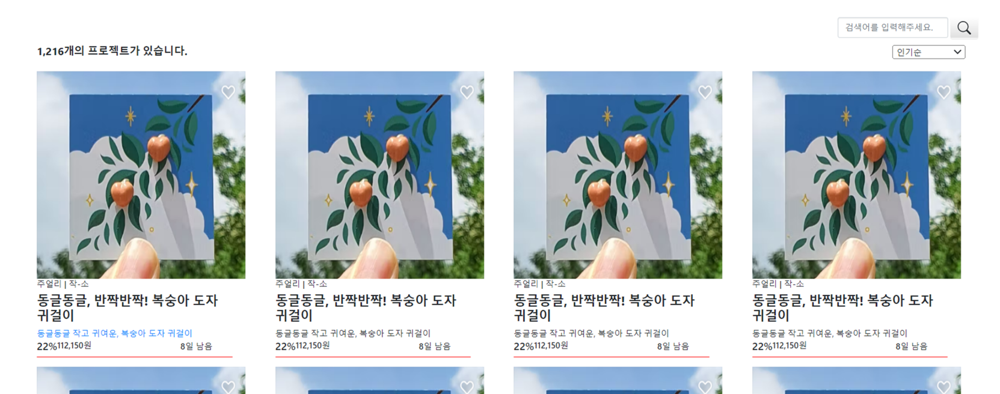 검색어를 입력해주세요.
1,216개의 프로젝트가 있습니다.
인기순
주얼리 | 작-소
동글동글, 반짝반짝! 복숭아 도자
귀걸이
동글동글 작고 귀여운, 복숭아 도자 귀걸이
22%112,150원 8일 남음
주얼리 | 작-소
동글동글, 반짝반짝! 복숭아 도자
귀걸이
동글동글 작고 귀여운, 복숭아 도자 귀걸이
22%112,150원 8일 남음
주얼리 | 작-소
동글동글, 반짝반짝! 복숭아 도자
귀걸이
동글동글 작고 귀여운, 복숭아 도자 귀걸이
22%112,150원 8일 남음
주얼리 | 작-소
동글동글, 반짝반짝! 복숭아 도자
귀걸이
동글동글 작고 귀여운, 복숭아 도자 귀걸이
22%112,150원 8일 남음